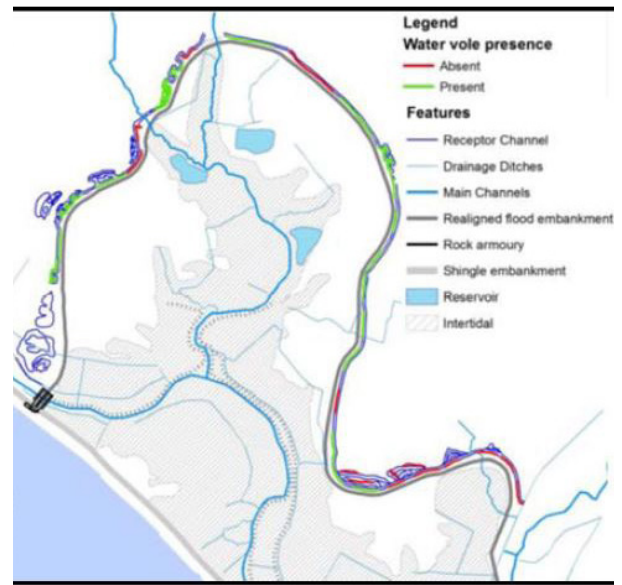 Legend
Water vole presence
Absent
Present
Features
Receptor Channel
Drainage Ditches
Main Channels
Realigned flood embankment
Rock armoury
Shingle embankment
Reservoir
Intertidal